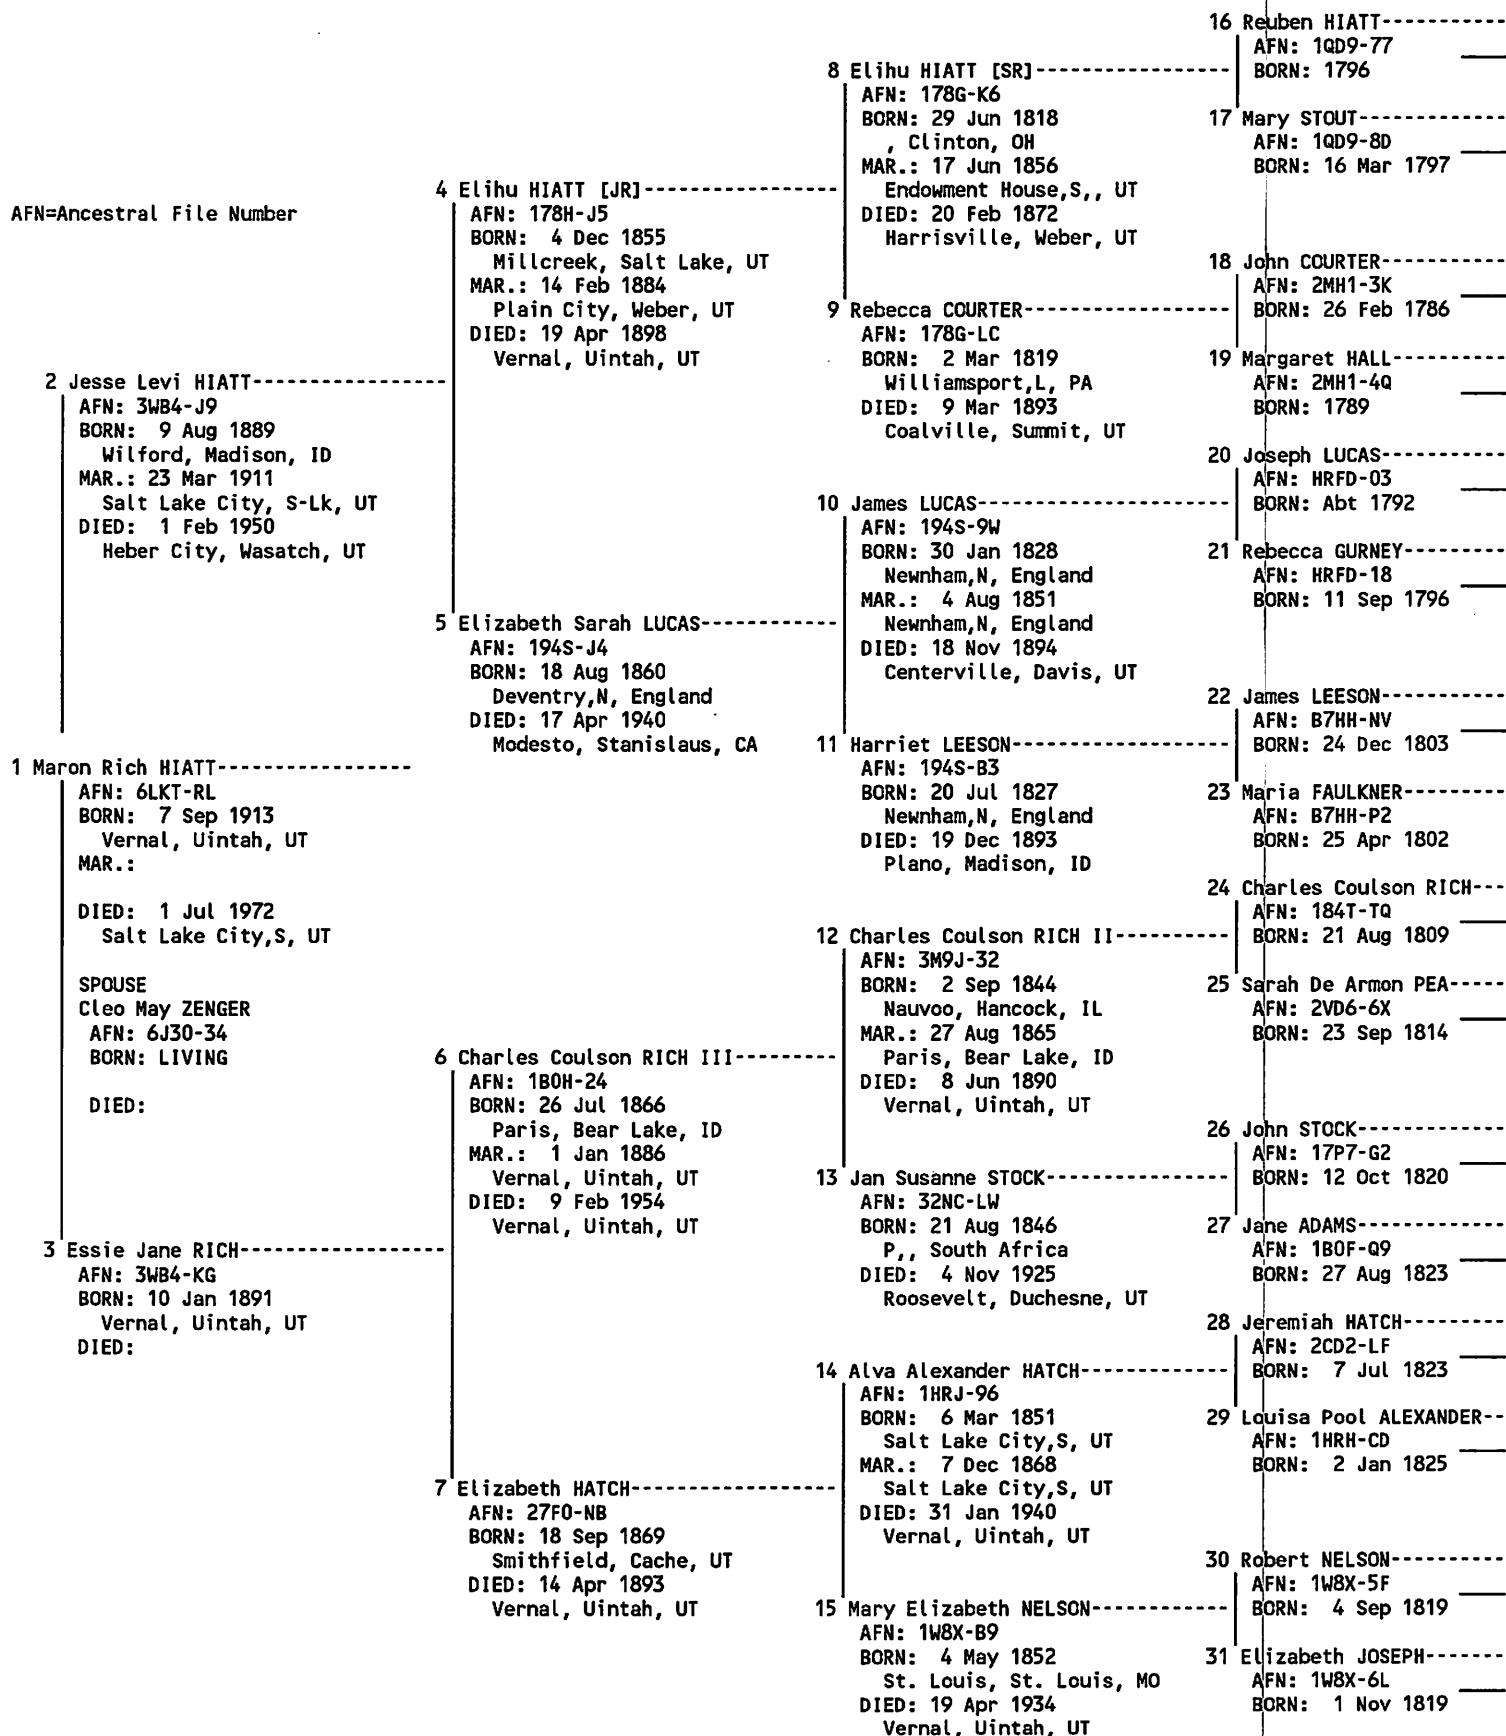 AFN=Ancestral File Number
1 Maron Rich HIATT----------------
AFN: 6LKT-RL
BORN:  7 Sep 1913
Vernal, Uintah, UT
MAR.:
DIED:  1 Jul 1972
Salt Lake City,S, UT
SPOUSE
Cleo May ZENGER
AFN: 6J30-34
BORN: LIVING
DIED:
2 Jesse Levi HIATT-----------------
AFN: 3WB4-J9
BORN:  9 Aug 1889
Wilford, Madison, ID
MAR.: 23 Mar 1911
Salt Lake City, S-Lk, UT
DIED:  1 Feb 1950
Heber City, Wasatch, UT
3 Essie Jane RICH------------------
AFN: 3WB4-KG
BORN: 10 Jan 1891
Vernal, Uintah, UT
DIED:
4 Elihu HIATT [JR]-----------------
AFN: 178H-J5
BORN:  4 Dec 1855
Millcreek, Salt Lake, UT
MAR.: 14 Feb 1884
Plain City, Weber, UT
DIED: 19 Apr 1898
Vernal, Uintah, UT
5 Elizabeth Sarah LUCAS------------
AFN: 194S-J4
BORN: 18 Aug 1860
Deventry,N, England
DIED: 17 Apr 1940
Modesto, Stanislaus, CA
6 Charles Coulson RICH III---------
AFN: 1B0H-24
BORN: 26 Jul 1866
Paris, Bear Lake, ID
MAR.:  1 Jan 1886
Vernal, Uintah, UT
DIED:  9 Feb 1954
Vernal, Uintah, UT
7 Elizabeth HATCH------------------
AFN: 27F0-NB
BORN: 18 Sep 1869
Smithfield, Cache, UT
DIED: 14 Apr 1893
Vernal, Uintah, UT
8 Elihu HIATT [SR]-----------------
AFN: 178G-K6
BORN: 29 Jun 1818
, Clinton, OH
MAR.: 17 Jun 1856
Endowment House,S,, UT
DIED: 20 Feb 1872
Harrisville, Weber, UT
9 Rebecca COURTER------------------
AFN: 178G-LC
BORN:  2 Mar 1819
Williamsport,L, PA
DIED:  9 Mar 1893
Coalville, Summit, UT
10 James LUCAS----------------------
AFN: 194S-9W
BORN: 30 Jan 1828
Newnham,N, England
MAR.:  4 Aug 1851
Newnham,N, England
DIED: 18 Nov 1894
Centerville, Davis, UT
11 Harriet LEESON-------------------
AFN: 194S-B3
BORN: 20 Jul 1827
Newnham,N, England
DIED: 19 Dec 1893
Plano, Madison, ID
12 Charles Coulson RICH II----------
AFN: 3M9J-32
BORN:  2 Sep 1844
Nauvoo, Hancock, IL
MAR.: 27 Aug 1865
Paris, Bear Lake, ID
DIED:  8 Jun 1890
Vernal, Uintah, UT
13 Jan Susanne STOCK----------------
AFN: 32NC-LW
BORN: 21 Aug 1846
P,, South Africa
DIED:  4 Nov 1925
Roosevelt, Duchesne, UT
14 Alva Alexander HATCH-------------
AFN: 1HRJ-96
BORN:  6 Mar 1851
Salt Lake City,S, UT
MAR.:  7 Dec 1868
Salt Lake City,S, UT
DIED: 31 Jan 1940
Vernal, Uintah, UT
15 Mary Elizabeth NELSON------------
AFN: 1W8X-B9
BORN:  4 May 1852
St. Louis, St. Louis, MO
DIED: 19 Apr 1934
Vernal, Uintah, UT
16 Reuben HIATT-----------
AFN: 1QD9-77
BORN: 1796
17 Mary STOUT-------------
AFN: 1QD9-8D
BORN: 16 Mar 1797
18 John COURTER-----------
AFN: 2MH1-3K
BORN: 26 Feb 1786
19 Margaret HALL----------
AFN: 2MH1-4Q
BORN: 1789
20 Joseph LUCAS-----------
AFN: HRFD-03
BORN: Abt 1792
21 Rebecca GURNEY---------
AFN: HRFD-18
BORN: 11 Sep 1796
22 James LEESON-----------
AFN: B7HH-NV
BORN: 24 Dec 1803
23 Maria FAULKNER---------
AFN: B7HH-P2
BORN: 25 Apr 1802
24 Charles Coulson RICH---
AFN: 184T-TQ
BORN: 21 Aug 1809
25 Sarah De Armon PEA-----
AFN: 2VD6-6X
BORN: 23 Sep 1814
26 John STOCK-------------
AFN: 17P7-G2
BORN: 12 Oct 1820
27 Jane ADAMS-------------
AFN: 1B0F-Q9
BORN: 27 Aug 1823
28 Jeremiah HATCH---------
AFN: 2CD2-LF
BORN:  7 Jul 1823
29 Louisa Pool ALEXANDER--
AFN: 1HRH-CD
BORN:  2 Jan 1825
30 Robert NELSON----------
AFN: 1W8X-5F
BORN:  4 Sep 1819
31 Elizabeth JOSEPH-------
AFN: 1W8X-6L
BORN:  1 Nov 1819